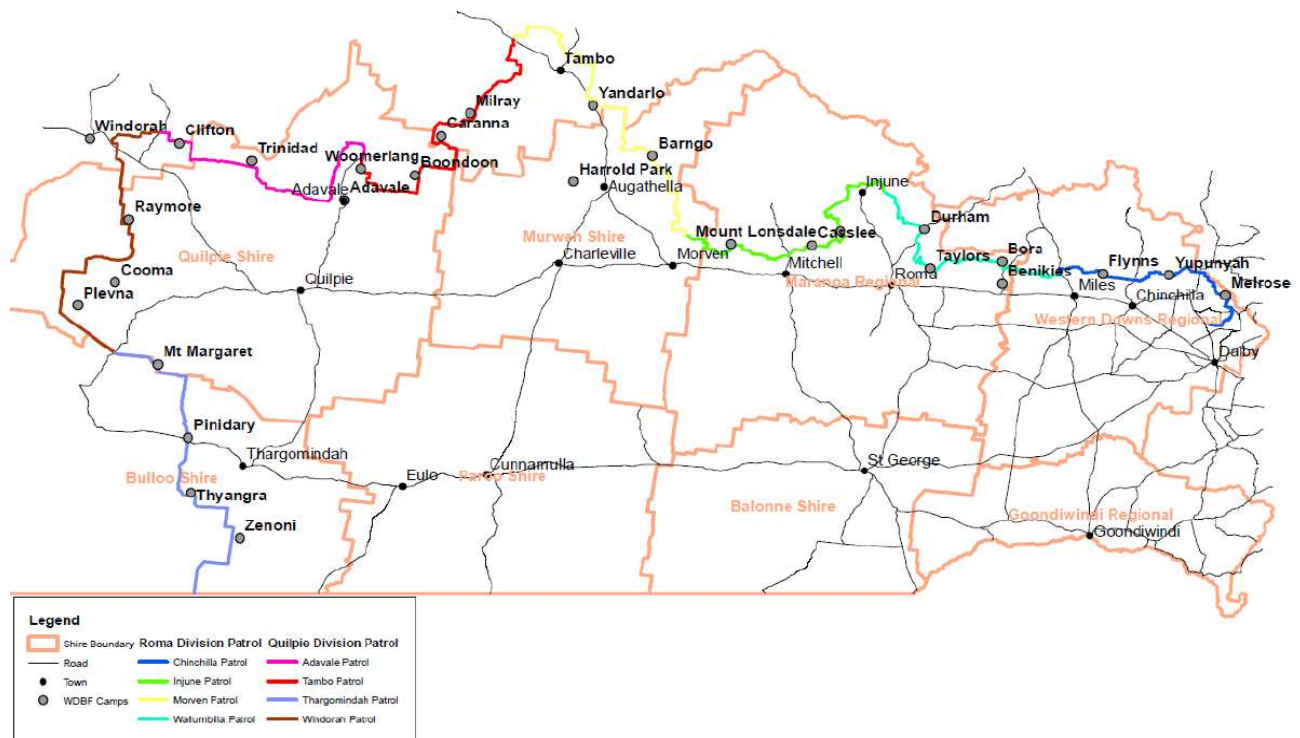 Tambo
Yandarlo
Milray
Caranna
Windorah
Clifton
Trinidad
Woomerlang
Boondoon
Barngo
Harrold Park
Augathella
Adavale
Adavale
Injune
Durham
Raymore
Quilpie Shire
Murweh Shire
Mount Lonsdale
Casslee
Charleville
Morven
Mitchell
Maranoa Regional
Roma
Taylors
Bora
Benikies
Flynns
Yupunyah
Melrose
Miles
Chinchilla
Western Downs Regional
Dalby
Cooma
Plevna
Quilpie
Mt Margaret
Pinidary
Thargomindah
Bulloo Shire
Thyangra
Zenoni
Eulo
Cunnamulla
Paroo Shire
St George
Balonne Shire
Goondiwindi Regional
Goondiwindi
Legend
Shire Boundary
Road
Town
WDBF Camps
Roma Division Patrol
Chinchilla Patrol
Injune Patrol
Morven Patrol
Wallumbilla Patrol
Quilpie Division Patrol
Adavale Patrol
Tambo Patrol
Thargomindah Patrol
Windorah Patrol